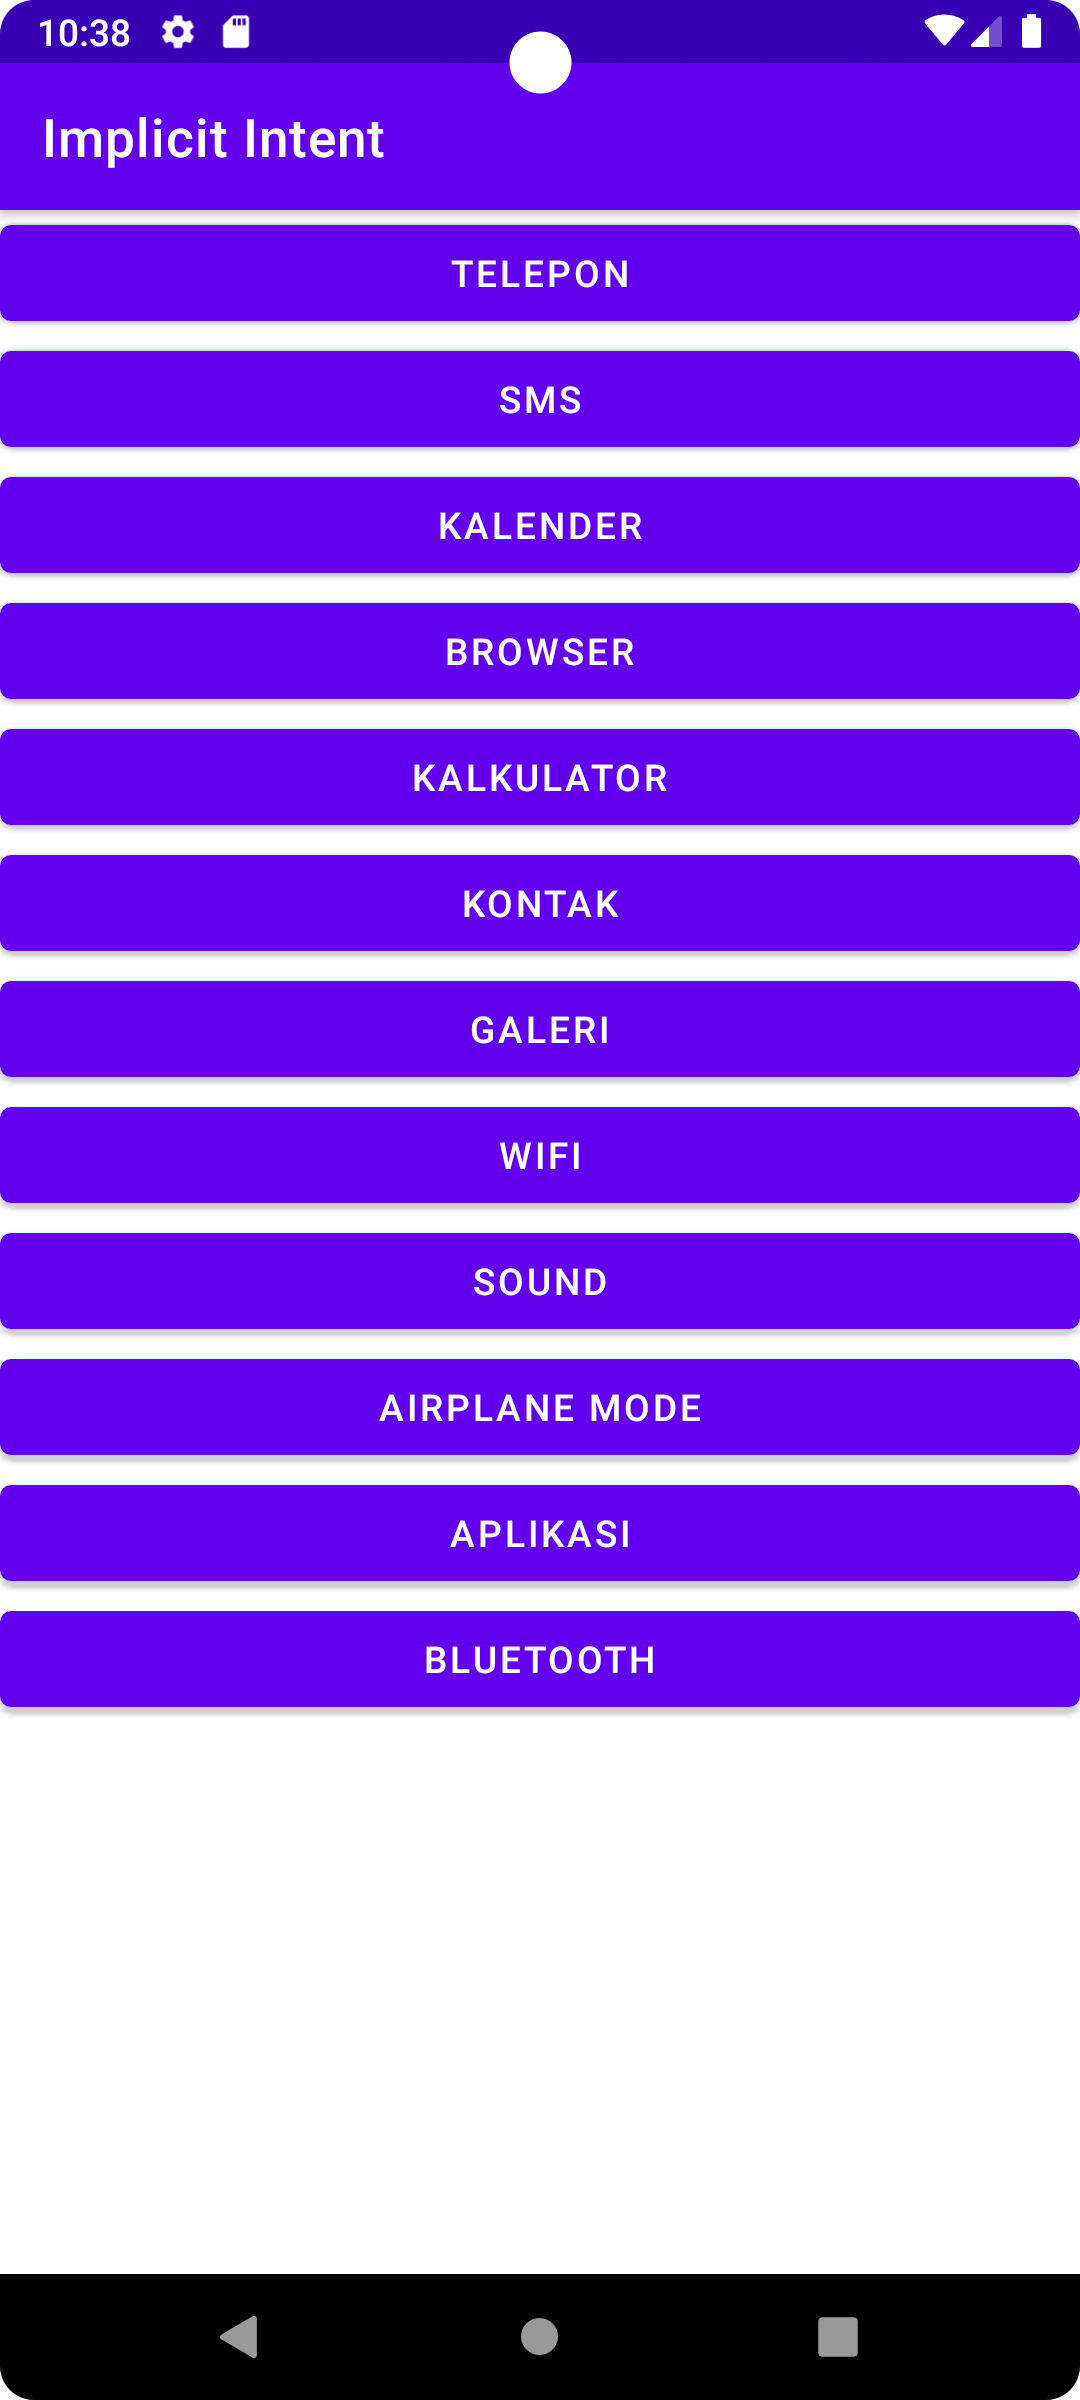 10:38
Implicit Intent
TELEPON
SMS
KALENDER
BROWSER
KALKULATOR
KONTAK
GALERI
WIFI
SOUND
AIRPLANE MODE
APLIKASI
BLUETOOTH